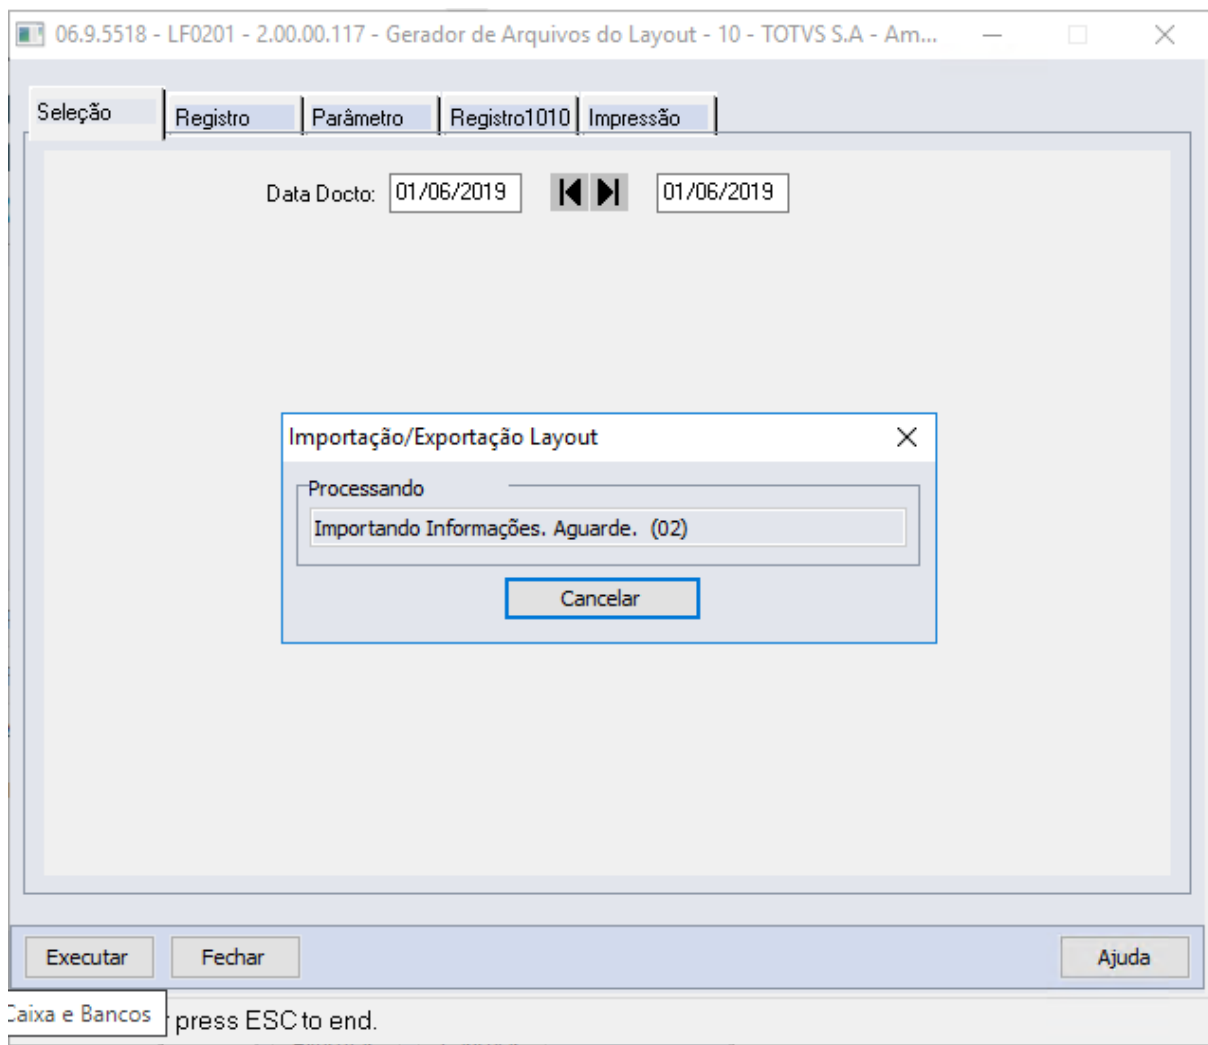 06.9.5518 - LF0201 - 2.00.00.117 - Gerador de Arquivos do Layout - 10 - TOTVS S.A - Am...
Seleção Registro Parâmetro Registro1010 Impressão
Data Docto: 01/06/2019 01/06/2019
Importação/Exportação Layout
Processando
Importando Informações. Aguarde. (02)
Cancelar
Executar Fechar Ajuda
Caixa e Bancos press ESC to end.